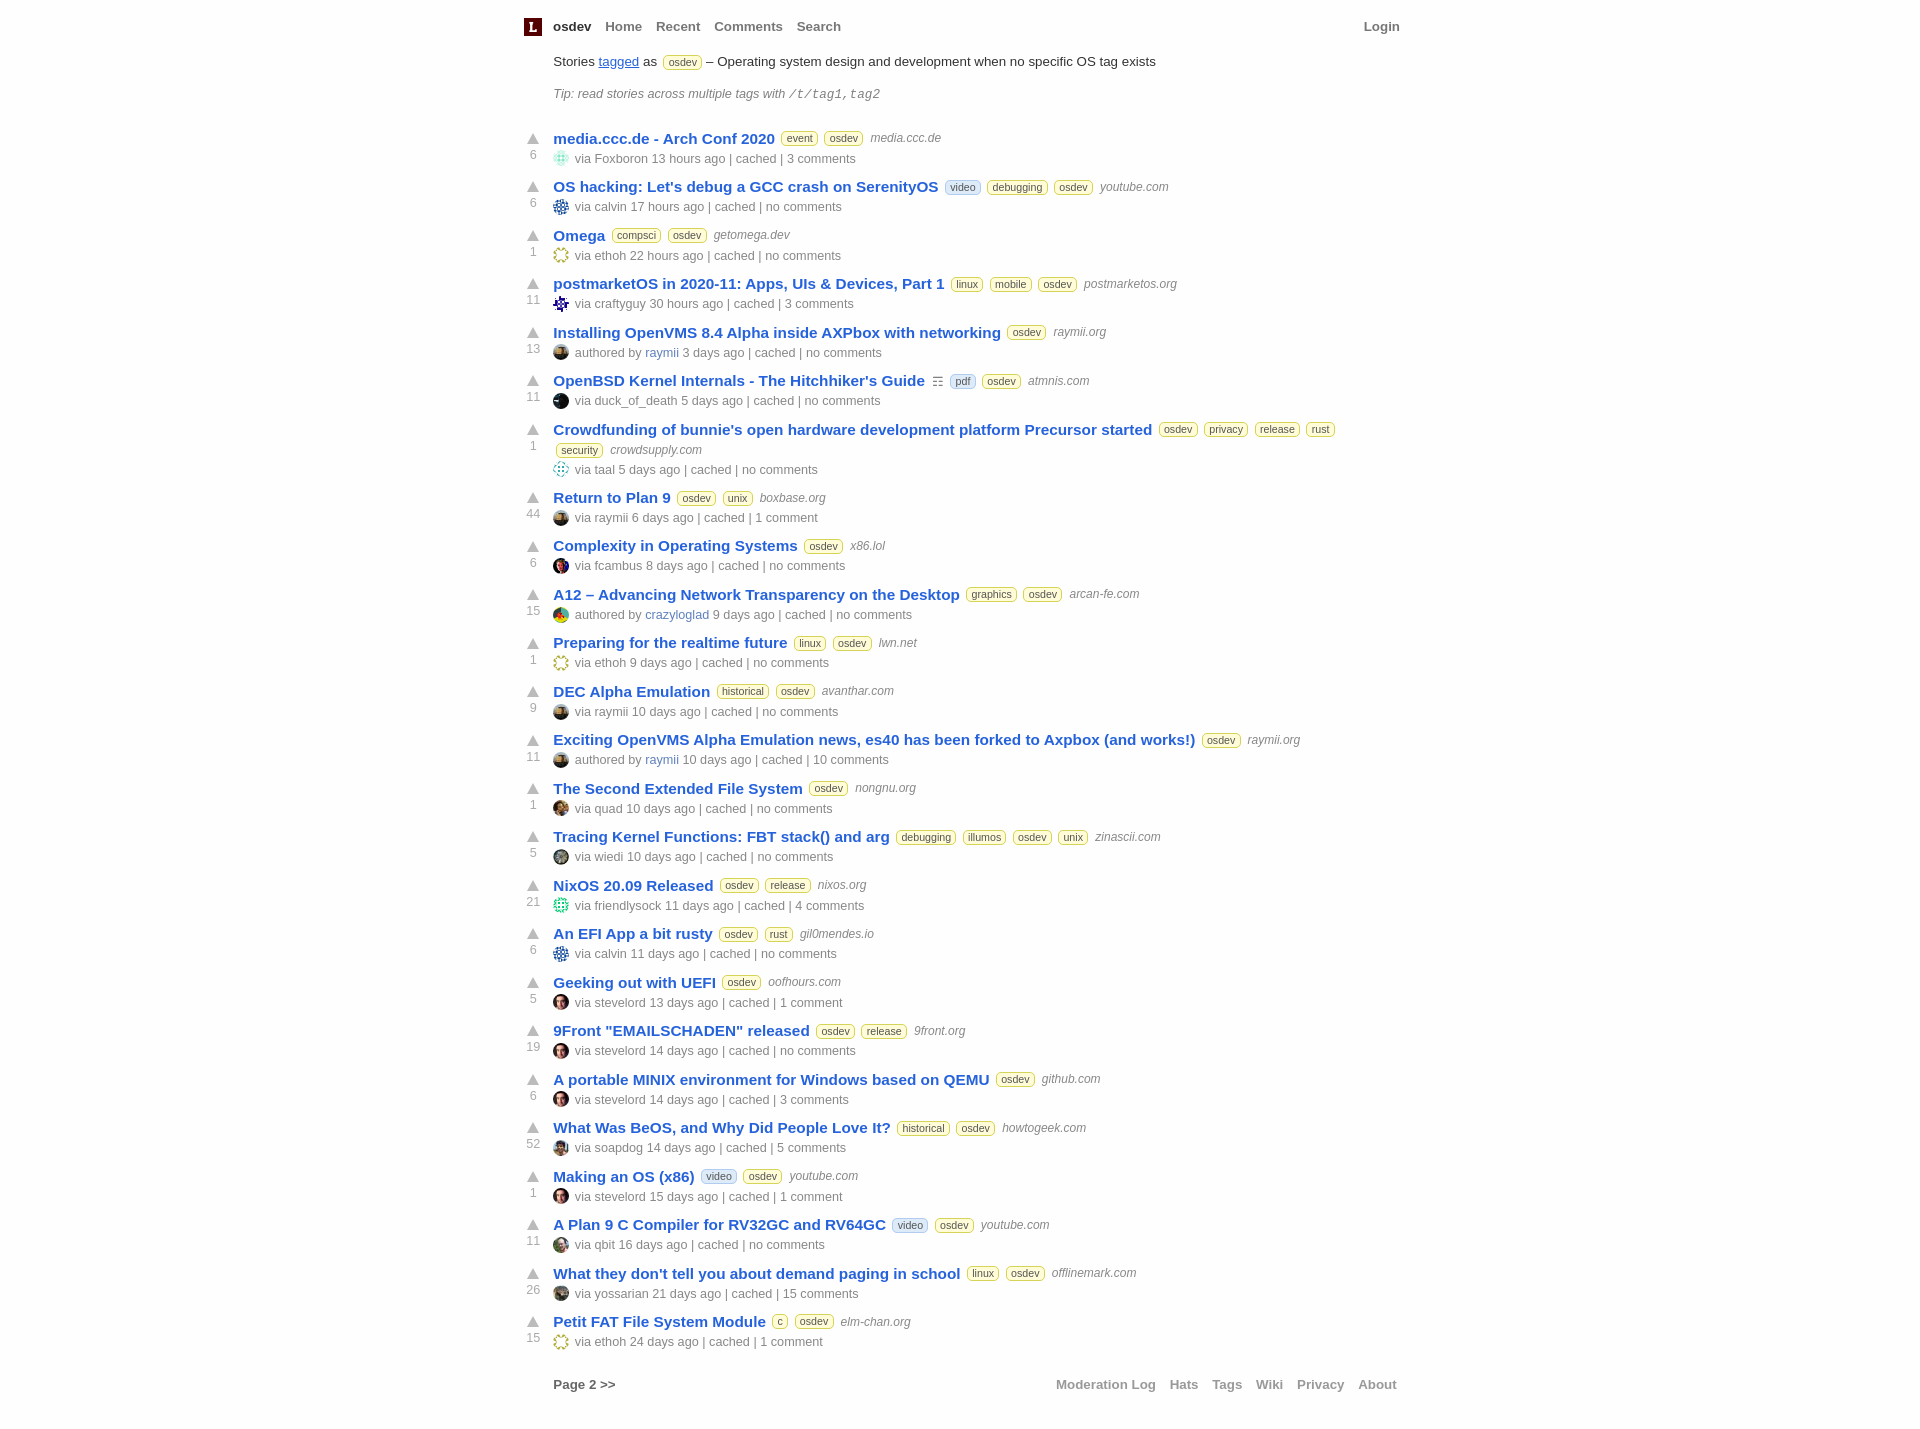 L osdev Home Recent Comments Search Login
Stories tagged as osdev – Operating system design and development when no specific OS tag exists
Tip: read stories across multiple tags with /t/tag1,tag2
media.ccc.de - Arch Conf 2020 event osdev media.ccc.de
6 via Foxboron 13 hours ago | cached | 3 comments
OS hacking: Let's debug a GCC crash on SerenityOS video debugging osdev youtube.com
6 via calvin 17 hours ago | cached | no comments
Omega compsci osdev getomega.dev
1 via ethoh 22 hours ago | cached | no comments
postmarketOS in 2020-11: Apps, UIs & Devices, Part 1 linux mobile osdev postmarketos.org
11 via craftyguy 30 hours ago | cached | 3 comments
Installing OpenVMS 8.4 Alpha inside AXPbox with networking osdev raymii.org
13 authored by raymii 3 days ago | cached | no comments
OpenBSD Kernel Internals - The Hitchhiker's Guide ☶ pdf osdev atmnis.com
11 via duck_of_death 5 days ago | cached | no comments
Crowdfunding of bunnie's open hardware development platform Precursor started osdev privacy release rust
1 security crowdsupply.com
via taal 5 days ago | cached | no comments
Return to Plan 9 osdev unix boxbase.org
44 via raymii 6 days ago | cached | 1 comment
Complexity in Operating Systems osdev x86.lol
6 via fcambus 8 days ago | cached | no comments
A12 – Advancing Network Transparency on the Desktop graphics osdev arcan-fe.com
15 authored by crazyloglad 9 days ago | cached | no comments
Preparing for the realtime future linux osdev lwn.net
1 via ethoh 9 days ago | cached | no comments
DEC Alpha Emulation historical osdev avanthar.com
9 via raymii 10 days ago | cached | no comments
Exciting OpenVMS Alpha Emulation news, es40 has been forked to Axpbox (and works!) osdev raymii.org
11 authored by raymii 10 days ago | cached | 10 comments
The Second Extended File System osdev nongnu.org
1 via quad 10 days ago | cached | no comments
Tracing Kernel Functions: FBT stack() and arg debugging illumos osdev unix zinascii.com
5 via wiedi 10 days ago | cached | no comments
NixOS 20.09 Released osdev release nixos.org
21 via friendlysock 11 days ago | cached | 4 comments
An EFI App a bit rusty osdev rust gil0mendes.io
6 via calvin 11 days ago | cached | no comments
Geeking out with UEFI osdev oofhours.com
5 via stevelord 13 days ago | cached | 1 comment
9Front "EMAILSCHADEN" released osdev release 9front.org
19 via stevelord 14 days ago | cached | no comments
A portable MINIX environment for Windows based on QEMU osdev github.com
6 via stevelord 14 days ago | cached | 3 comments
What Was BeOS, and Why Did People Love It? historical osdev howtogeek.com
52 via soapdog 14 days ago | cached | 5 comments
Making an OS (x86) video osdev youtube.com
1 via stevelord 15 days ago | cached | 1 comment
A Plan 9 C Compiler for RV32GC and RV64GC video osdev youtube.com
11 via qbit 16 days ago | cached | no comments
What they don't tell you about demand paging in school linux osdev offlinemark.com
26 via yossarian 21 days ago | cached | 15 comments
Petit FAT File System Module c osdev elm-chan.org
15 via ethoh 24 days ago | cached | 1 comment
Page 2 >> Moderation Log Hats Tags Wiki Privacy About